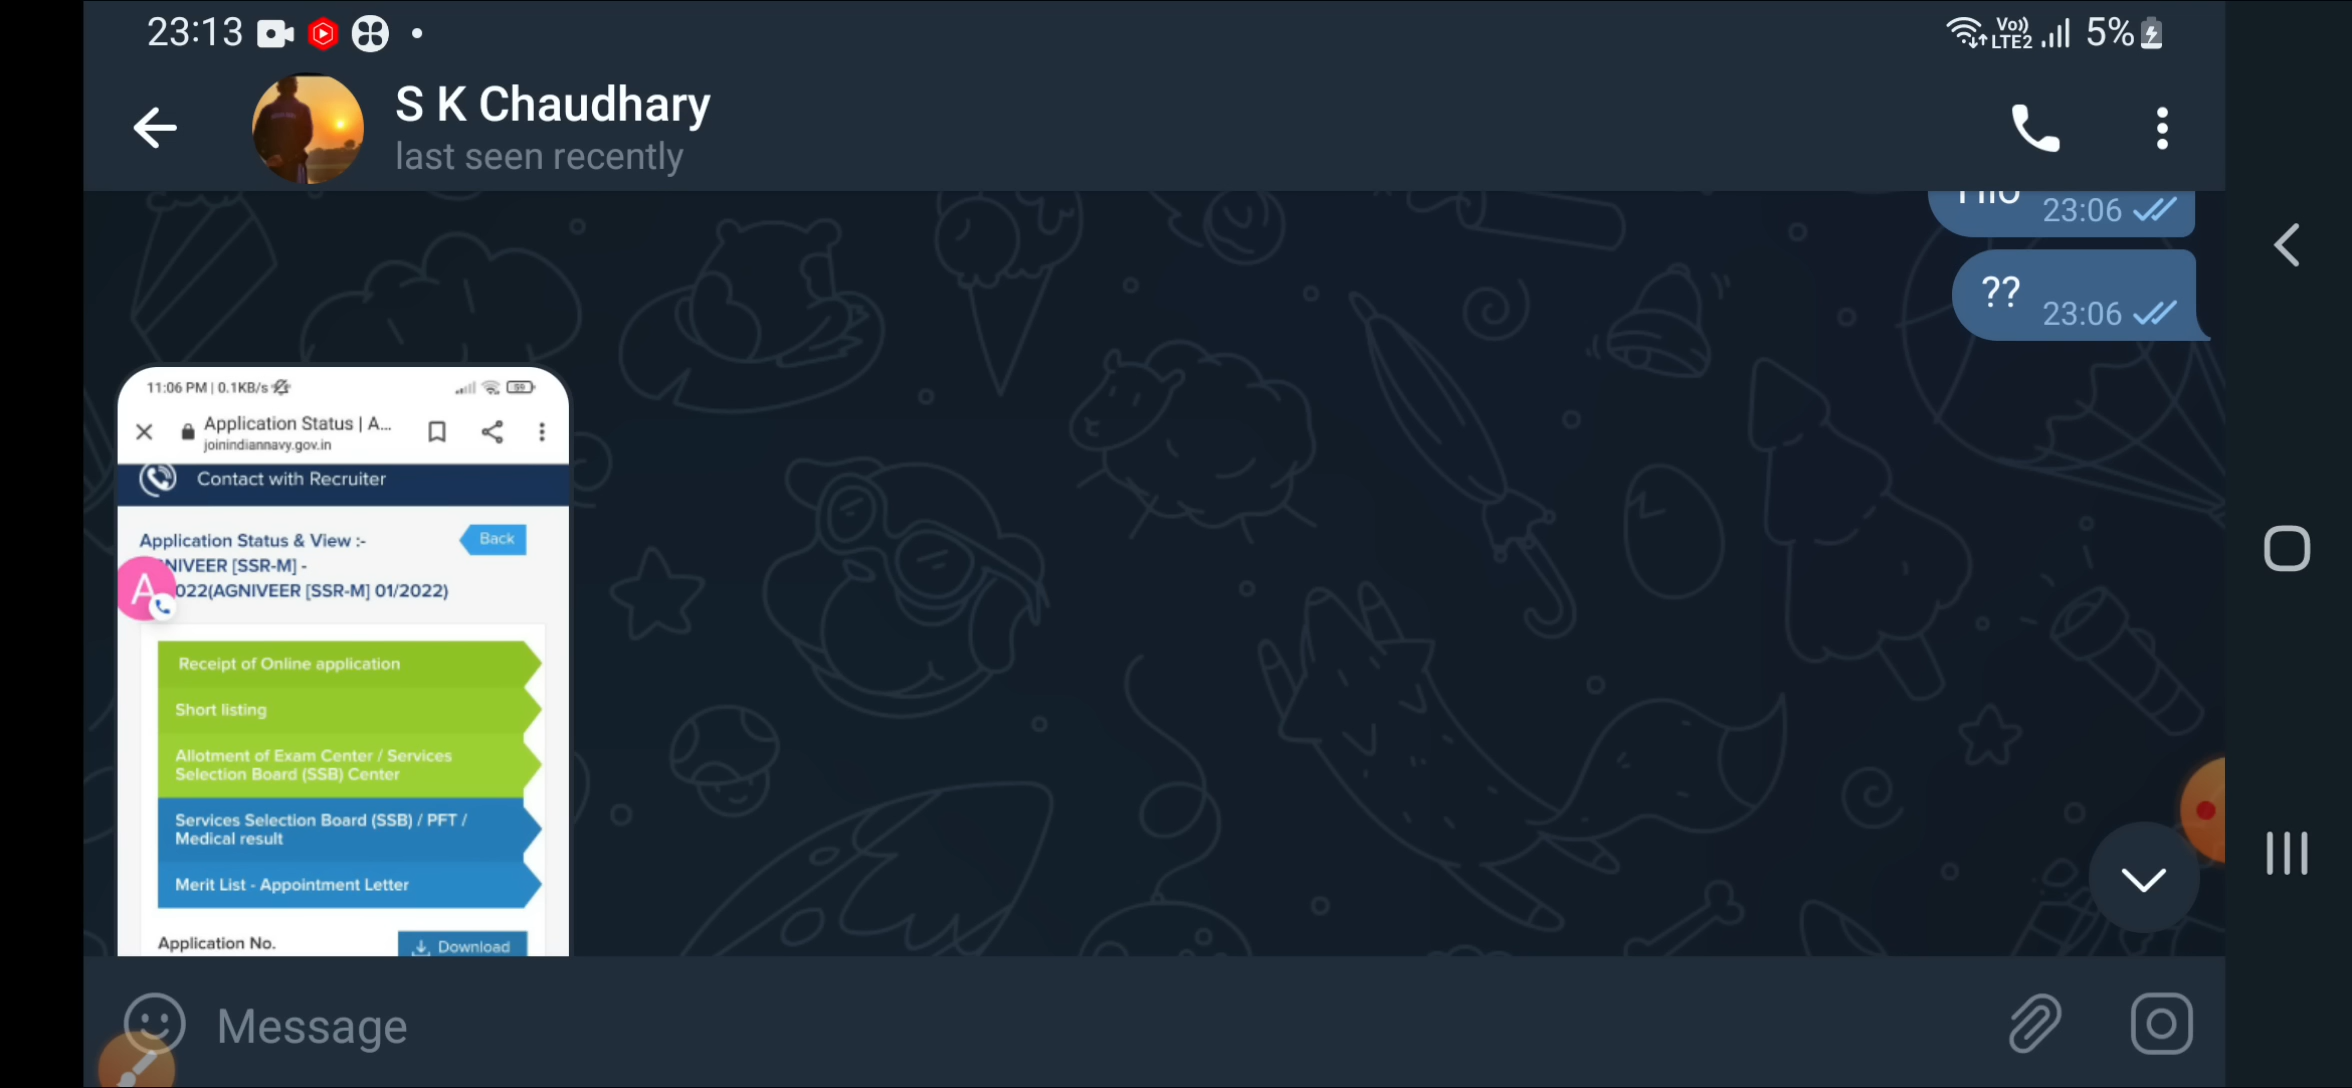 23:13
Vo)) LTE2 5%
S K Chaudhary
last seen recently
23:06
??
23:06
11:06 PM | 0.1KB/s
59
Application Status | A...
joinindiannavy.gov.in
Contact with Recruiter
Application Status & View :-
Back
NIVEER [SSR-M] -
A
022(AGNIVEER [SSR-M] 01/2022)
Receipt of Online application
Short listing
Allotment of Exam Center / Services
Selection Board (SSB) Center
Services Selection Board (SSB) / PFT /
Medical result
Merit List - Appointment Letter
Application No.
Download
Message